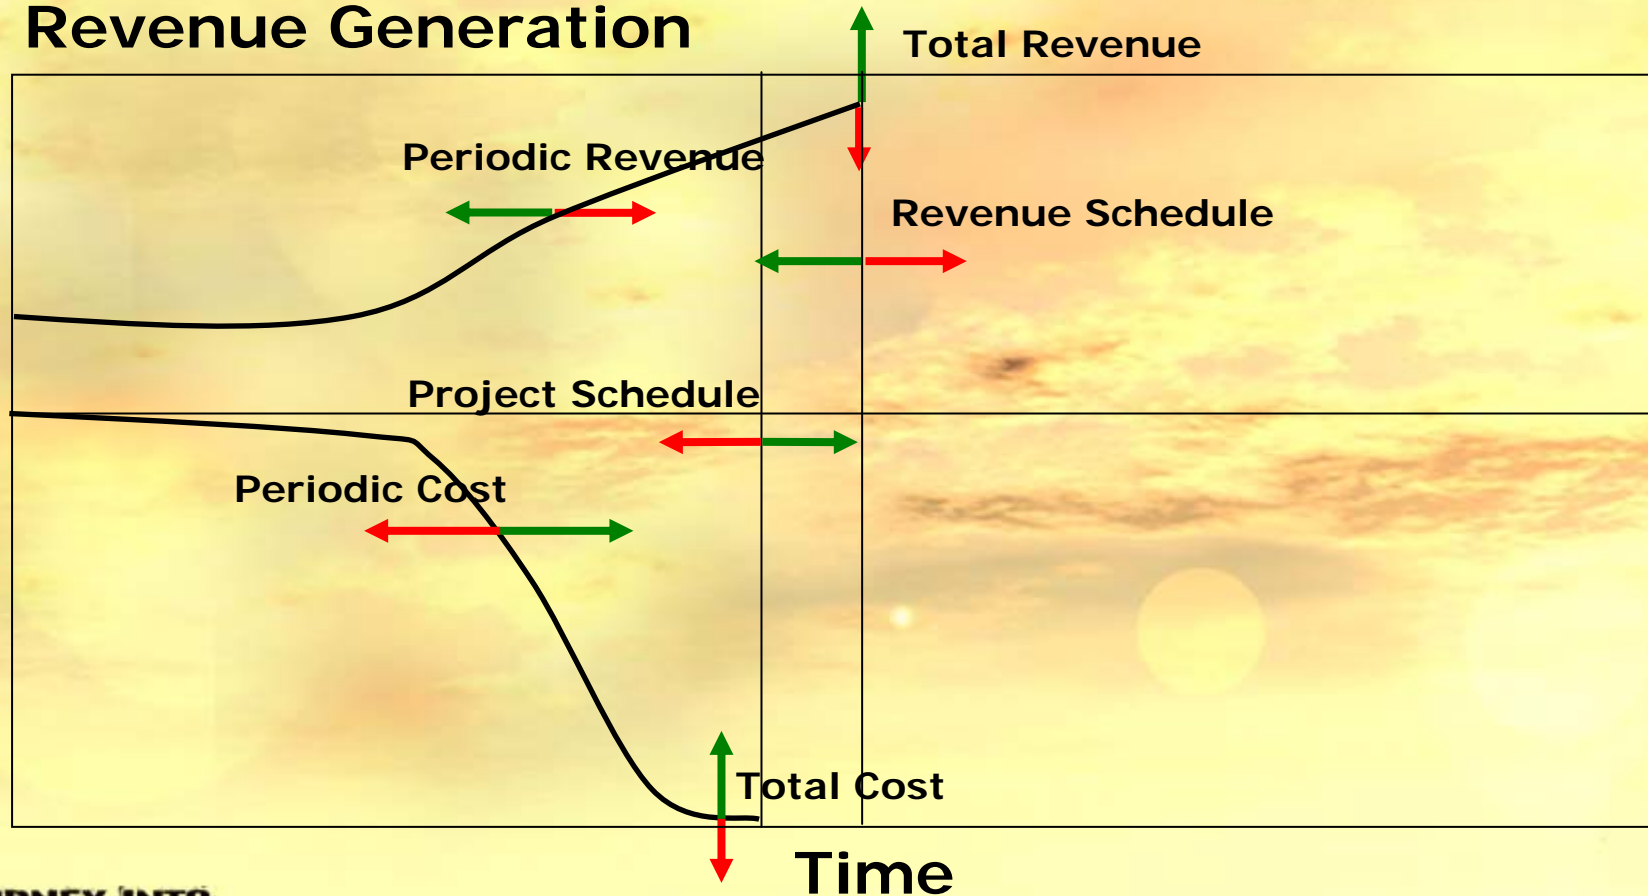 Revenue Generation
Total Revenue
Periodic Revenue
Revenue Schedule
Project Schedule
Periodic Cost
Total Cost
Time